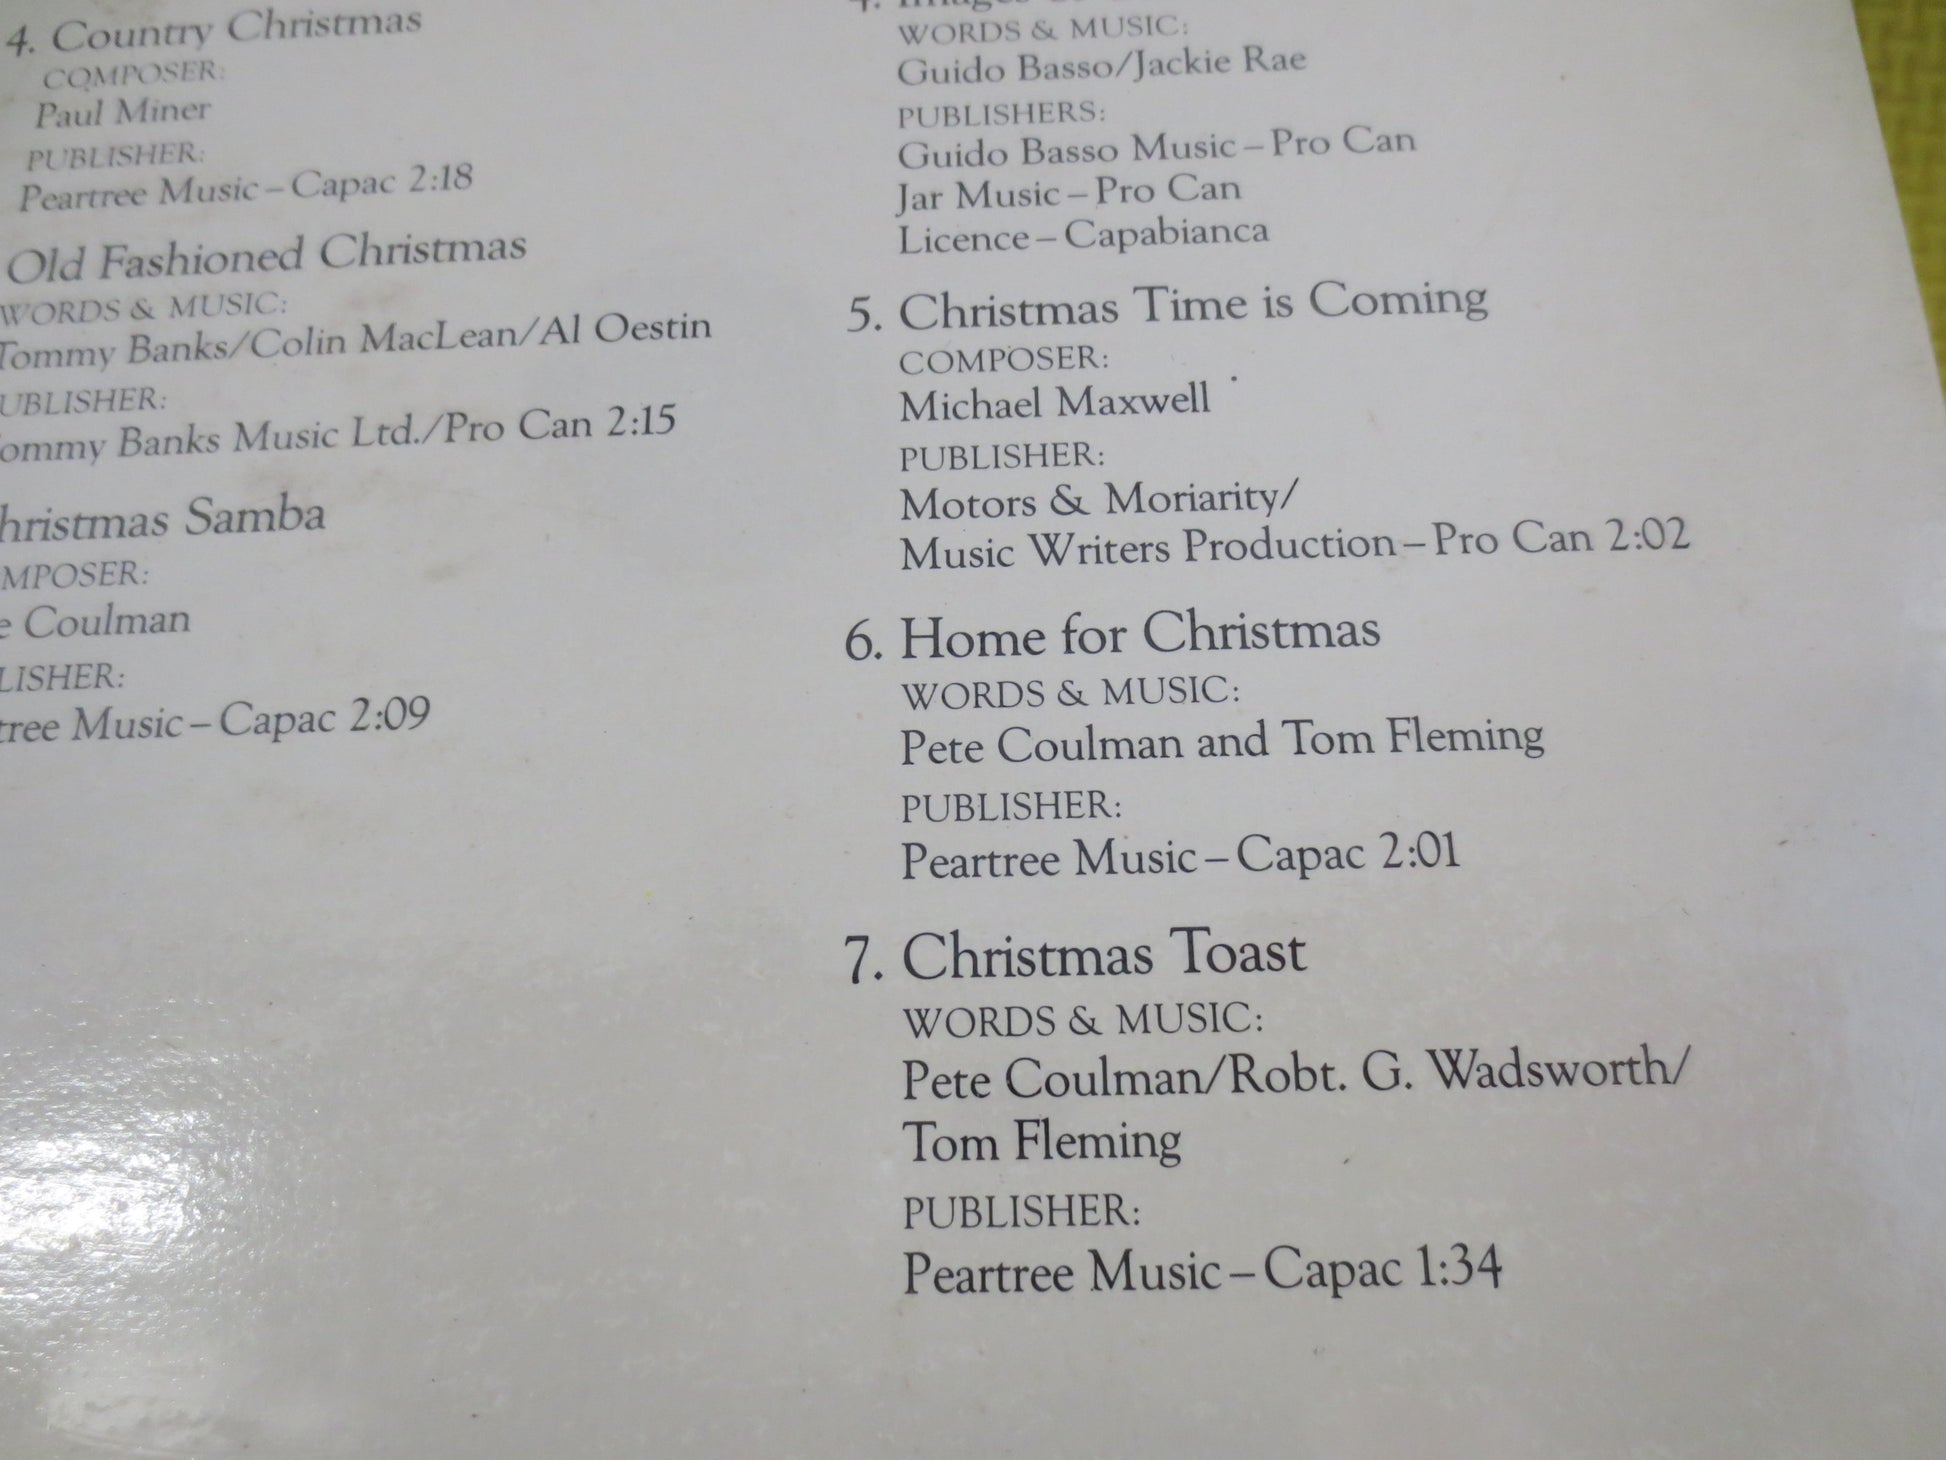 4. Country Christmas
COMPOSER:
Paul Miner
PUBLISHER:
Peartree Music – Capac 2:18
Old Fashioned Christmas
WORDS & MUSIC:
Tommy Banks/Colin MacLean/Al Oestin
UBLISHER:
ommy Banks Music Ltd./Pro Can 2:15
hristmas Samba
MPOSER:
e Coulman
LISHER:
tree Music – Capac 2:09
4. Images
WORDS & MUSIC:
Guido Basso/Jackie Rae
PUBLISHERS:
Guido Basso Music – Pro Can
Jar Music – Pro Can
Licence – Capabianca
5. Christmas Time is Coming
COMPOSER:
Michael Maxwell
PUBLISHER:
Motors & Moriarity/
Music Writers Production – Pro Can 2:02
6. Home for Christmas
WORDS & MUSIC:
Pete Coulman and Tom Fleming
PUBLISHER:
Peartree Music – Capac 2:01
7. Christmas Toast
WORDS & MUSIC:
Pete Coulman/Robt. G. Wadsworth/
Tom Fleming
PUBLISHER:
Peartree Music – Capac 1:34